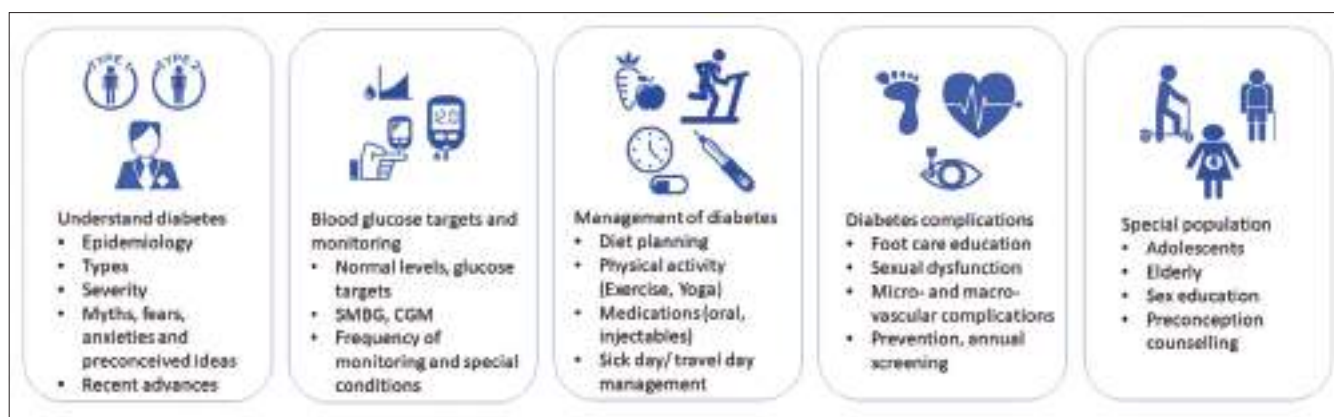 TYPE 1
TYPE 2
12.0
Understand diabetes
• Epidemiology
• Types
• Severity
• Myths, fears,
anxieties and
preconceived ideas
• Recent advances
Blood glucose targets and
monitoring
• Normal levels, glucose
targets
• SMBG, CGM
• Frequency of
monitoring and special
conditions
Management of diabetes
• Diet planning
• Physical activity
(Exercise, Yoga)
• Medications(oral,
injectables)
• Sick day/ travel day
management
Diabetes complications
• Foot care education
• Sexual dysfunction
• Micro- and macro-
vascular complications
• Prevention, annual
screening
Special population
• Adolescents
• Elderly
• Sex education
• Preconception
counselling